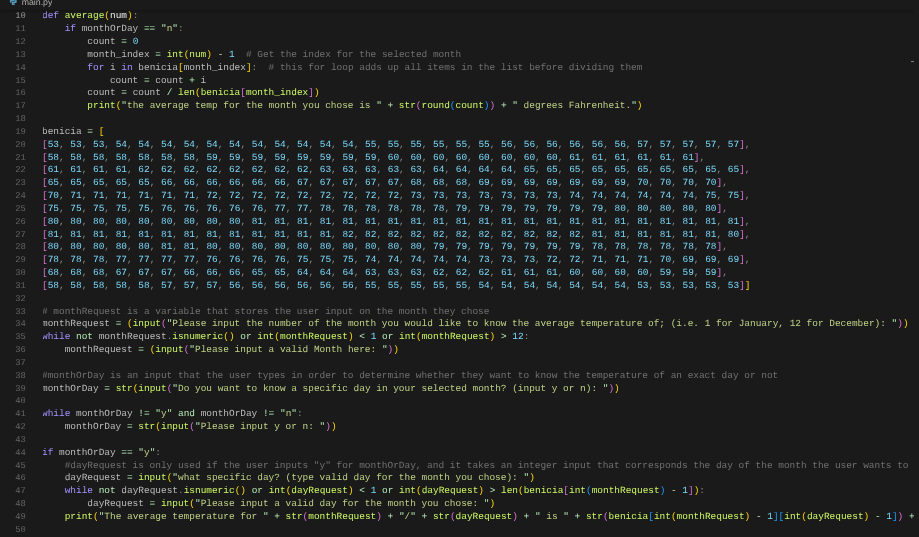 main.py
10 def average(num):
11 if monthOrDay == "n":
12 count = 0
13 month_index = int(num) - 1 # Get the index for the selected month
14 for i in benicia[month_index]: # this for loop adds up all items in the list before dividing them
15 count = count + i
16 count = count / len(benicia[month_index])
17 print("the average temp for the month you chose is " + str(round(count)) + " degrees Fahrenheit.")
18
19 benicia = [
20 [53, 53, 53, 54, 54, 54, 54, 54, 54, 54, 54, 54, 54, 54, 55, 55, 55, 55, 55, 55, 56, 56, 56, 56, 56, 56, 57, 57, 57, 57, 57],
21 [58, 58, 58, 58, 58, 58, 58, 59, 59, 59, 59, 59, 59, 59, 59, 60, 60, 60, 60, 60, 60, 60, 60, 61, 61, 61, 61, 61, 61],
22 [61, 61, 61, 61, 62, 62, 62, 62, 62, 62, 62, 62, 63, 63, 63, 63, 63, 64, 64, 64, 64, 65, 65, 65, 65, 65, 65, 65, 65, 65, 65],
23 [65, 65, 65, 65, 65, 66, 66, 66, 66, 66, 66, 67, 67, 67, 67, 67, 68, 68, 68, 69, 69, 69, 69, 69, 69, 69, 70, 70, 70, 70],
24 [70, 71, 71, 71, 71, 71, 71, 72, 72, 72, 72, 72, 72, 72, 72, 72, 73, 73, 73, 73, 73, 73, 73, 74, 74, 74, 74, 74, 74, 75, 75],
25 [75, 75, 75, 75, 75, 76, 76, 76, 76, 76, 77, 77, 78, 78, 78, 78, 78, 78, 79, 79, 79, 79, 79, 79, 79, 80, 80, 80, 80, 80],
26 [80, 80, 80, 80, 80, 80, 80, 80, 80, 81, 81, 81, 81, 81, 81, 81, 81, 81, 81, 81, 81, 81, 81, 81, 81, 81, 81, 81, 81, 81, 81],
27 [81, 81, 81, 81, 81, 81, 81, 81, 81, 81, 81, 81, 81, 82, 82, 82, 82, 82, 82, 82, 82, 82, 82, 82, 81, 81, 81, 81, 81, 81, 80],
28 [80, 80, 80, 80, 80, 81, 81, 80, 80, 80, 80, 80, 80, 80, 80, 80, 80, 79, 79, 79, 79, 79, 79, 79, 78, 78, 78, 78, 78, 78],
29 [78, 78, 78, 77, 77, 77, 77, 76, 76, 76, 76, 75, 75, 75, 74, 74, 74, 74, 74, 73, 73, 73, 72, 72, 71, 71, 71, 70, 69, 69, 69],
30 [68, 68, 68, 67, 67, 67, 66, 66, 66, 65, 65, 64, 64, 64, 63, 63, 63, 62, 62, 62, 61, 61, 61, 60, 60, 60, 60, 59, 59, 59],
31 [58, 58, 58, 58, 58, 57, 57, 57, 56, 56, 56, 56, 56, 56, 55, 55, 55, 55, 55, 54, 54, 54, 54, 54, 54, 54, 53, 53, 53, 53, 53]]
32
33 # monthRequest is a variable that stores the user input on the month they chose
34 monthRequest = (input("Please input the number of the month you would like to know the average temperature of; (i.e. 1 for January, 12 for December): "))
35 while not monthRequest.isnumeric() or int(monthRequest) < 1 or int(monthRequest) > 12:
36 monthRequest = (input("Please input a valid Month here: "))
37
38 #monthOrDay is an input that the user types in order to determine whether they want to know the temperature of an exact day or not
39 monthOrDay = str(input("Do you want to know a specific day in your selected month? (input y or n): "))
40
41 while monthOrDay != "y" and monthOrDay != "n":
42 monthOrDay = str(input("Please input y or n: "))
43
44 if monthOrDay == "y":
45 #dayRequest is only used if the user inputs "y" for monthOrDay, and it takes an integer input that corresponds the day of the month the user wants to
46 dayRequest = input("what specific day? (type valid day for the month you chose): ")
47 while not dayRequest.isnumeric() or int(dayRequest) < 1 or int(dayRequest) > len(benicia[int(monthRequest) - 1]):
48 dayRequest = input("Please input a valid day for the month you chose: ")
49 print("The average temperature for " + str(monthRequest) + "/" + str(dayRequest) + " is " + str(benicia[int(monthRequest) - 1][int(dayRequest) - 1]) +
50